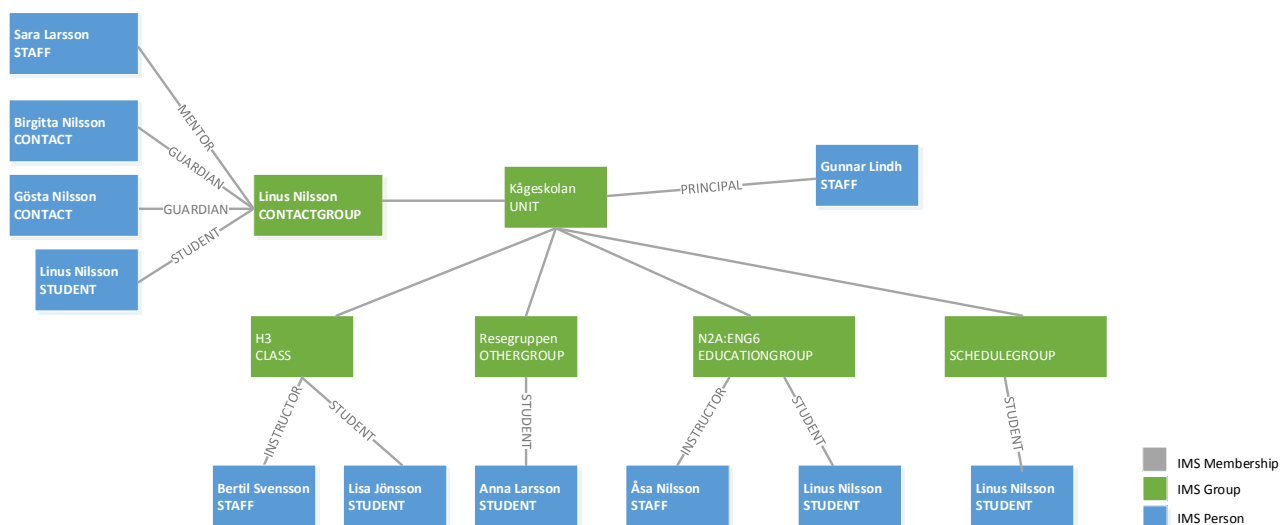 Sara Larsson
STAFF
MENTOR
Birgitta Nilsson
CONTACT
GUARDIAN
Gösta Nilsson
CONTACT
GUARDIAN
Linus Nilsson
STUDENT
STUDENT
Linus Nilsson
CONTACTGROUP
Kågeskolan
UNIT
PRINCIPAL
Gunnar Lindh
STAFF
H3
CLASS
Resegruppen
OTHERGROUP
N2A:ENG6
EDUCATIONGROUP
SCHEDULEGROUP
INSTRUCTOR
STUDENT
STUDENT
INSTRUCTOR
STUDENT
STUDENT
Bertil Svensson
STAFF
Lisa Jönsson
STUDENT
Anna Larsson
STUDENT
Åsa Nilsson
STAFF
Linus Nilsson
STUDENT
Linus Nilsson
STUDENT
IMS Membership
IMS Group
IMS Person